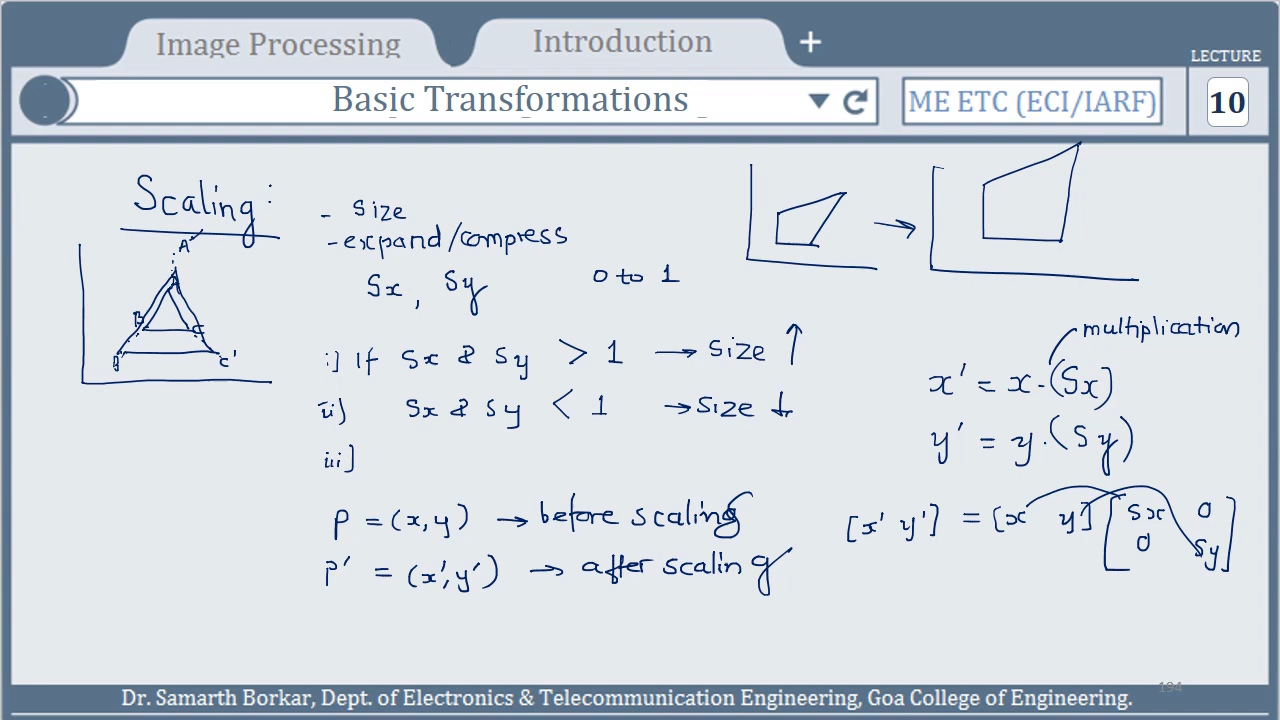 Image Processing
Introduction
+
LECTURE
Basic Transformations
ME ETC (ECI/IARF)
10
Scaling:
- size
-expand/compress
Sx, Sy 0 to 1
A'
A
B
C
B'
C'
i] If Sx & Sy > 1 → size ↑
ii) Sx & Sy < 1 → size ↓
iii]
P = (x,y) → before scaling
P' = (x',y') → after scaling
multiplication
x' = x·(Sx)
y' = y·(Sy)
[x' y'] = [x y] [Sx 0
0 Sy]
194
Dr. Samarth Borkar, Dept. of Electronics & Telecommunication Engineering, Goa College of Engineering.